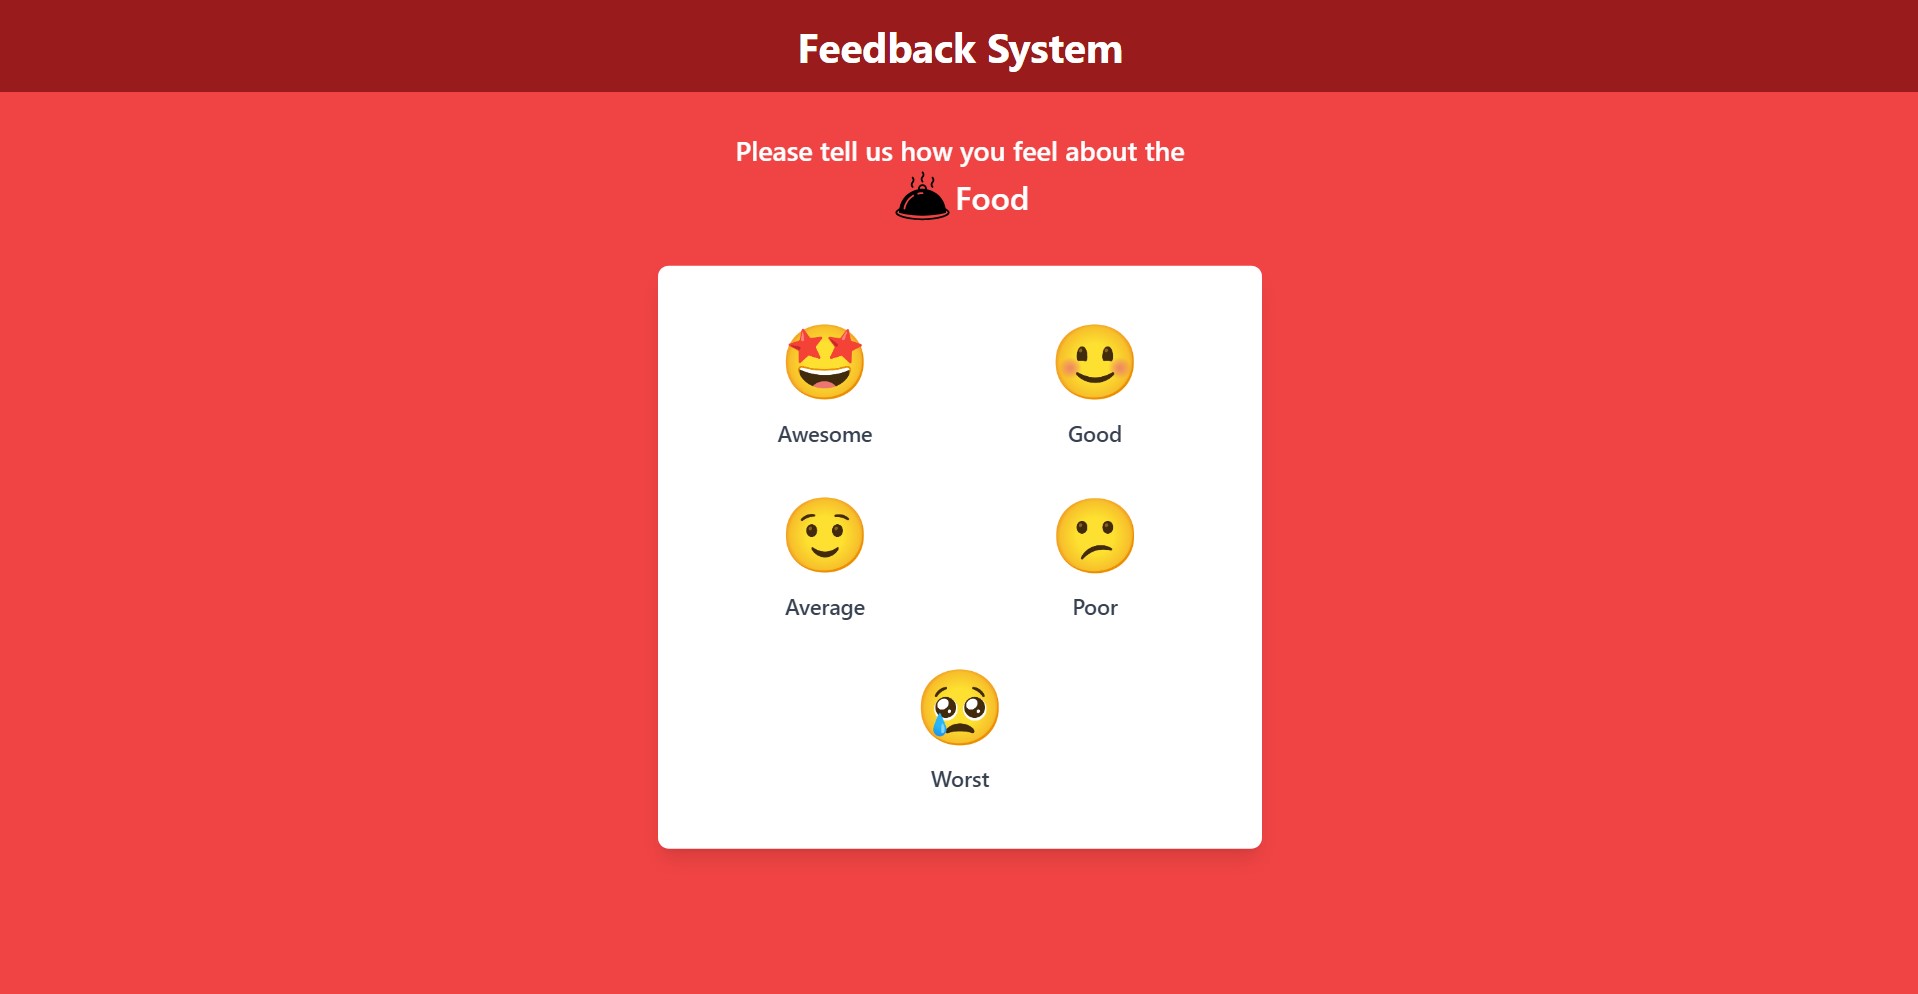 Feedback System
Please tell us how you feel about the
Food
Awesome
Good
Average
Poor
Worst